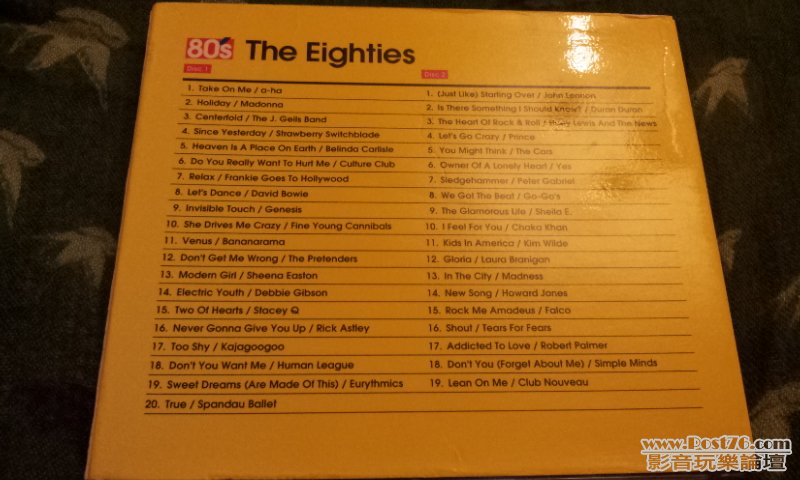 80's The Eighties
Disc 1
1. Take On Me / a-ha
2. Holiday / Madonna
3. Centerfold / The J. Geils Band
4. Since Yesterday / Strawberry Switchblade
5. Heaven Is A Place On Earth / Belinda Carlisle
6. Do You Really Want To Hurt Me / Culture Club
7. Relax / Frankie Goes To Hollywood
8. Let's Dance / David Bowie
9. Invisible Touch / Genesis
10. She Drives Me Crazy / Fine Young Cannibals
11. Venus / Bananarama
12. Don't Get Me Wrong / The Pretenders
13. Modern Girl / Sheena Easton
14. Electric Youth / Debbie Gibson
15. Two Of Hearts / Stacey Q
16. Never Gonna Give You Up / Rick Astley
17. Too Shy / Kajagoogoo
18. Don't You Want Me / Human League
19. Sweet Dreams (Are Made Of This) / Eurythmics
20. True / Spandau Ballet
Disc 2
1. (Just Like) Starting Over / John Lennon
2. Is There Something I Should Know? / Duran Duran
3. The Heart Of Rock & Roll / Huey Lewis And The News
4. Let's Go Crazy / Prince
5. You Might Think / The Cars
6. Owner Of A Lonely Heart / Yes
7. Sledgehammer / Peter Gabriel
8. We Got The Beat / Go-Go's
9. The Glamorous Life / Sheila E.
10. I Feel For You / Chaka Khan
11. Kids In America / Kim Wilde
12. Gloria / Laura Branigan
13. In The City / Madness
14. New Song / Howard Jones
15. Rock Me Amadeus / Falco
16. Shout / Tears For Fears
17. Addicted To Love / Robert Palmer
18. Don't You (Forget About Me) / Simple Minds
19. Lean On Me / Club Nouveau
www.Post76.com
影音玩樂論壇